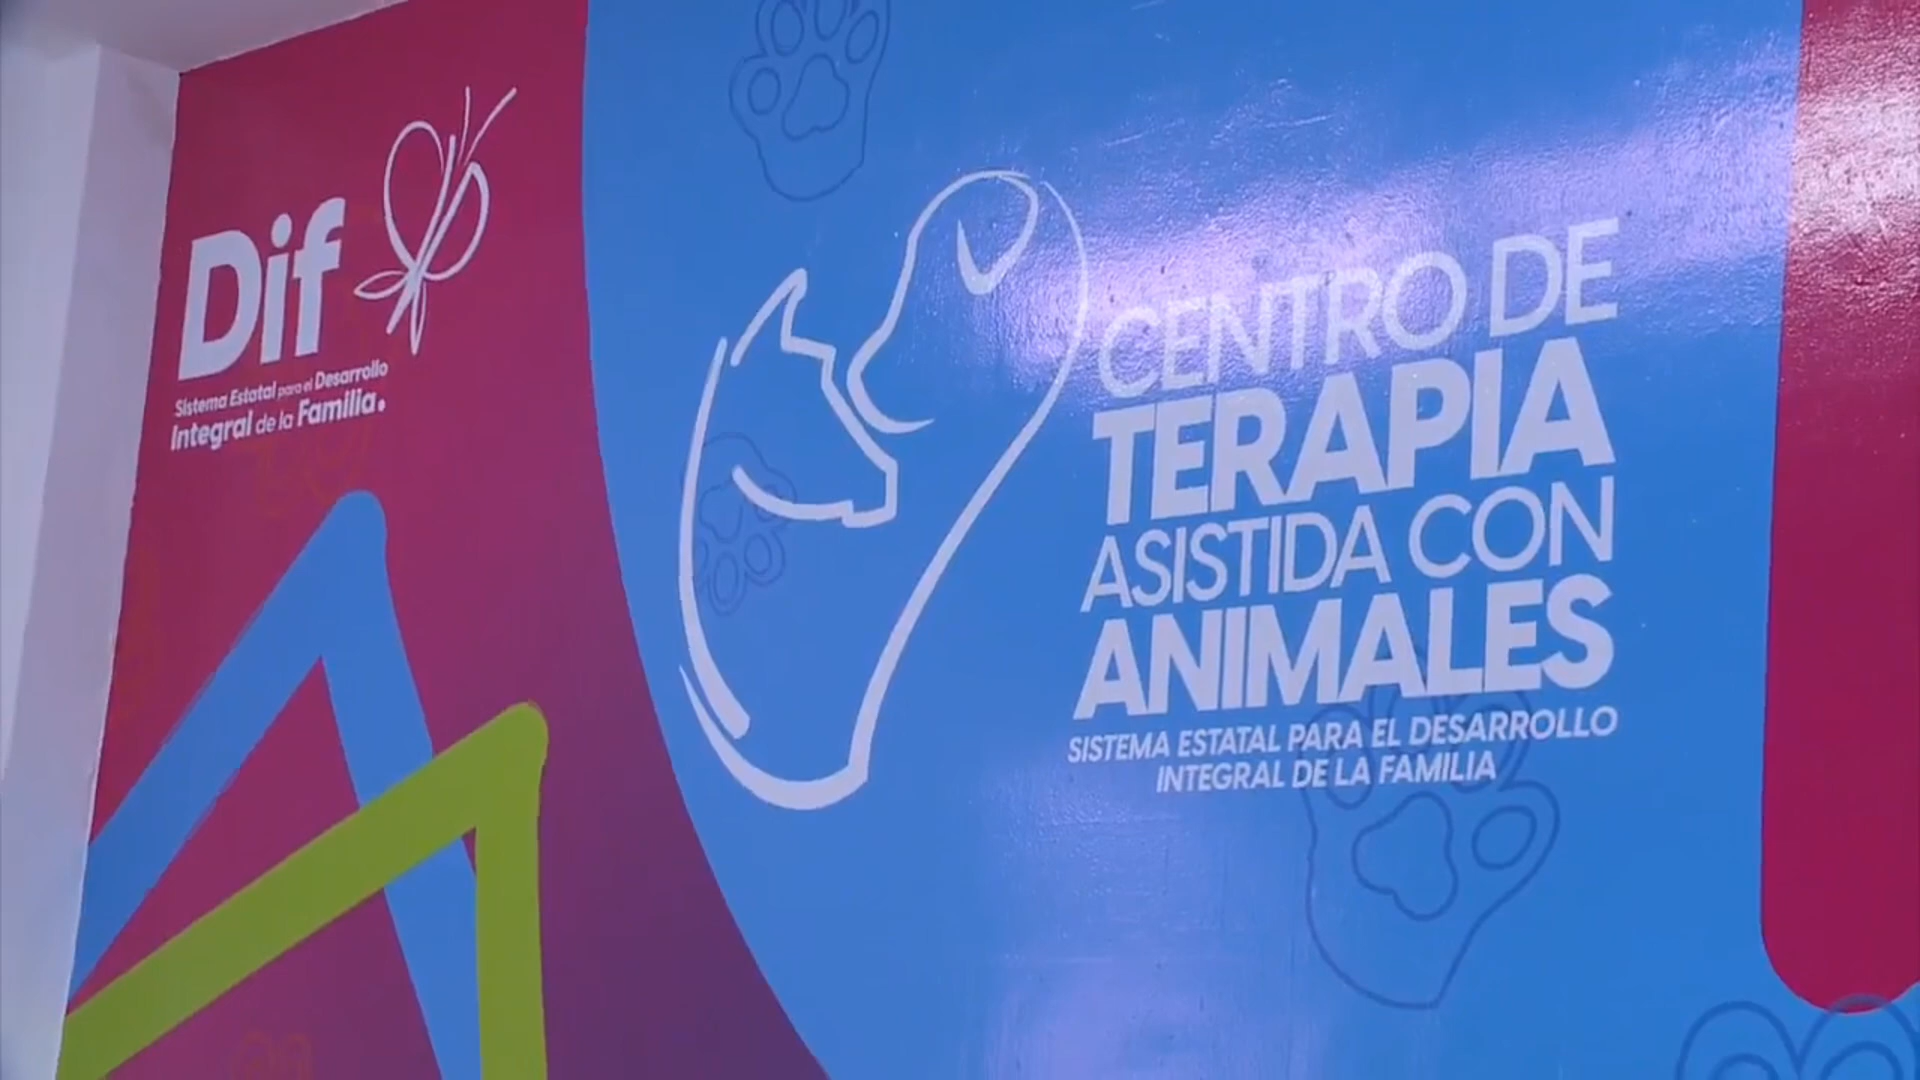 Dif
Sistema Estatal para el Desarrollo
Integral de la Familia.
CENTRO DE
TERAPIA
ASISTIDA CON
ANIMALES
SISTEMA ESTATAL PARA EL DESARROLLO
INTEGRAL DE LA FAMILIA